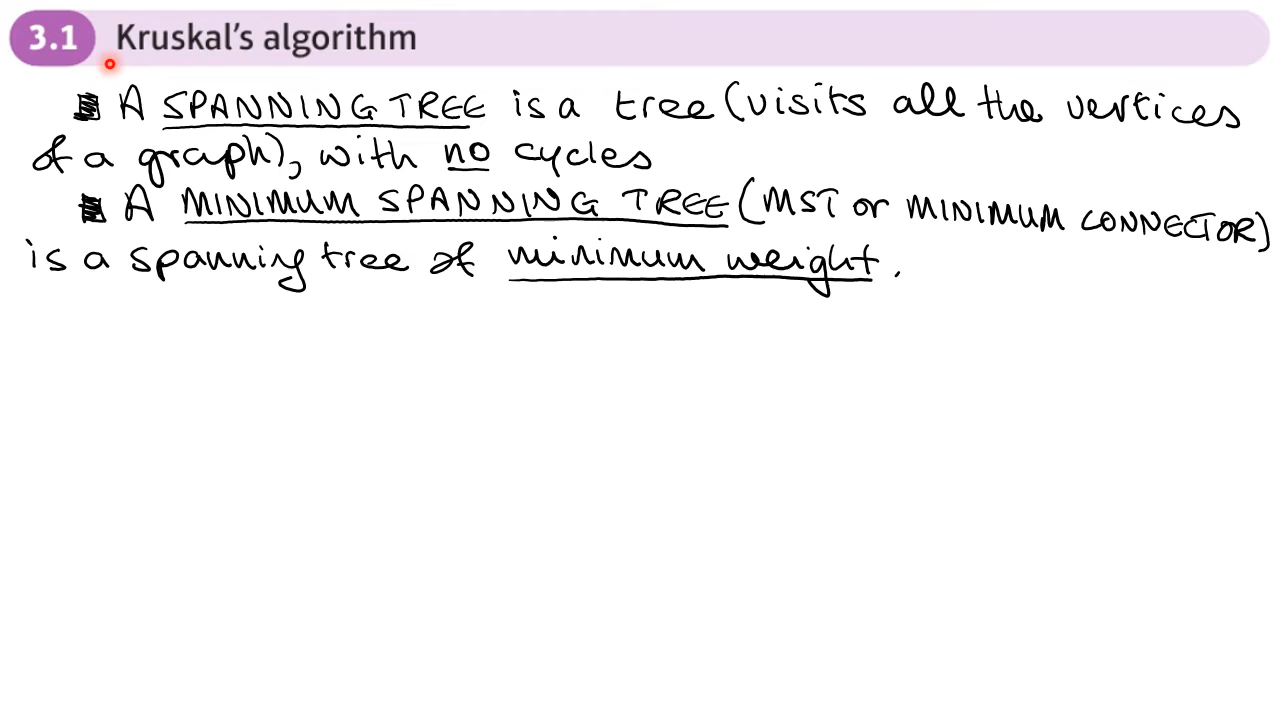 3.1 Kruskal's algorithm
A SPANNING TREE is a tree (visits all the vertices
of a graph), with no cycles
A MINIMUM SPANNING TREE (MST or MINIMUM CONNECTOR)
is a spanning tree of minimum weight.